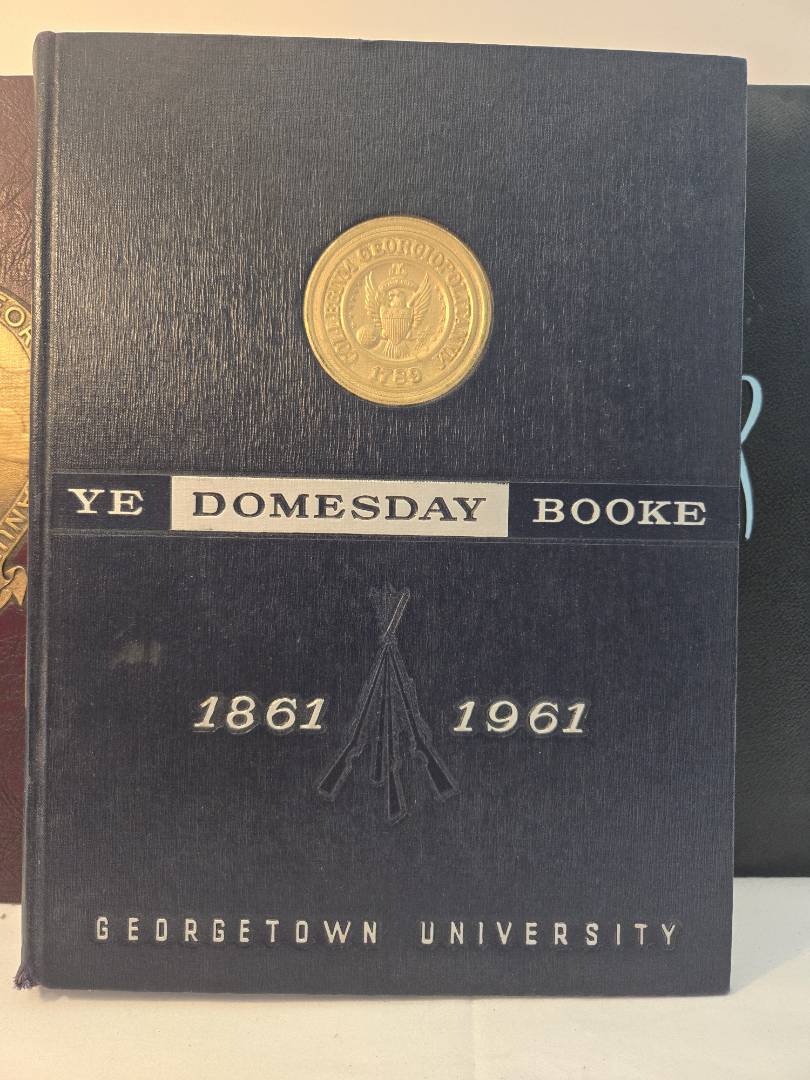 COLLEGIUM GEORGIOPOLITANUM
1789
YE DOMESDAY BOOKE
1861 1961
GEORGETOWN UNIVERSITY